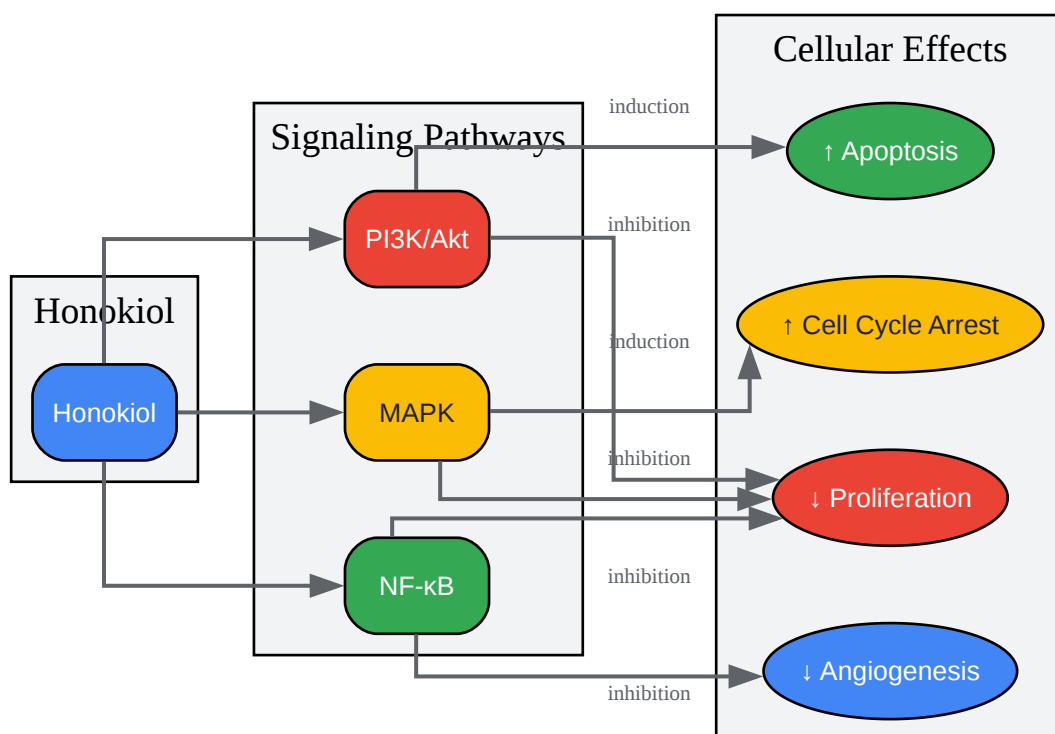 Cellular Effects
Signaling Pathways
Honokiol
Honokiol
PI3K/Akt
MAPK
NF-κB
induction
inhibition
induction
inhibition
inhibition
inhibition
↑ Apoptosis
↑ Cell Cycle Arrest
↓ Proliferation
↓ Angiogenesis